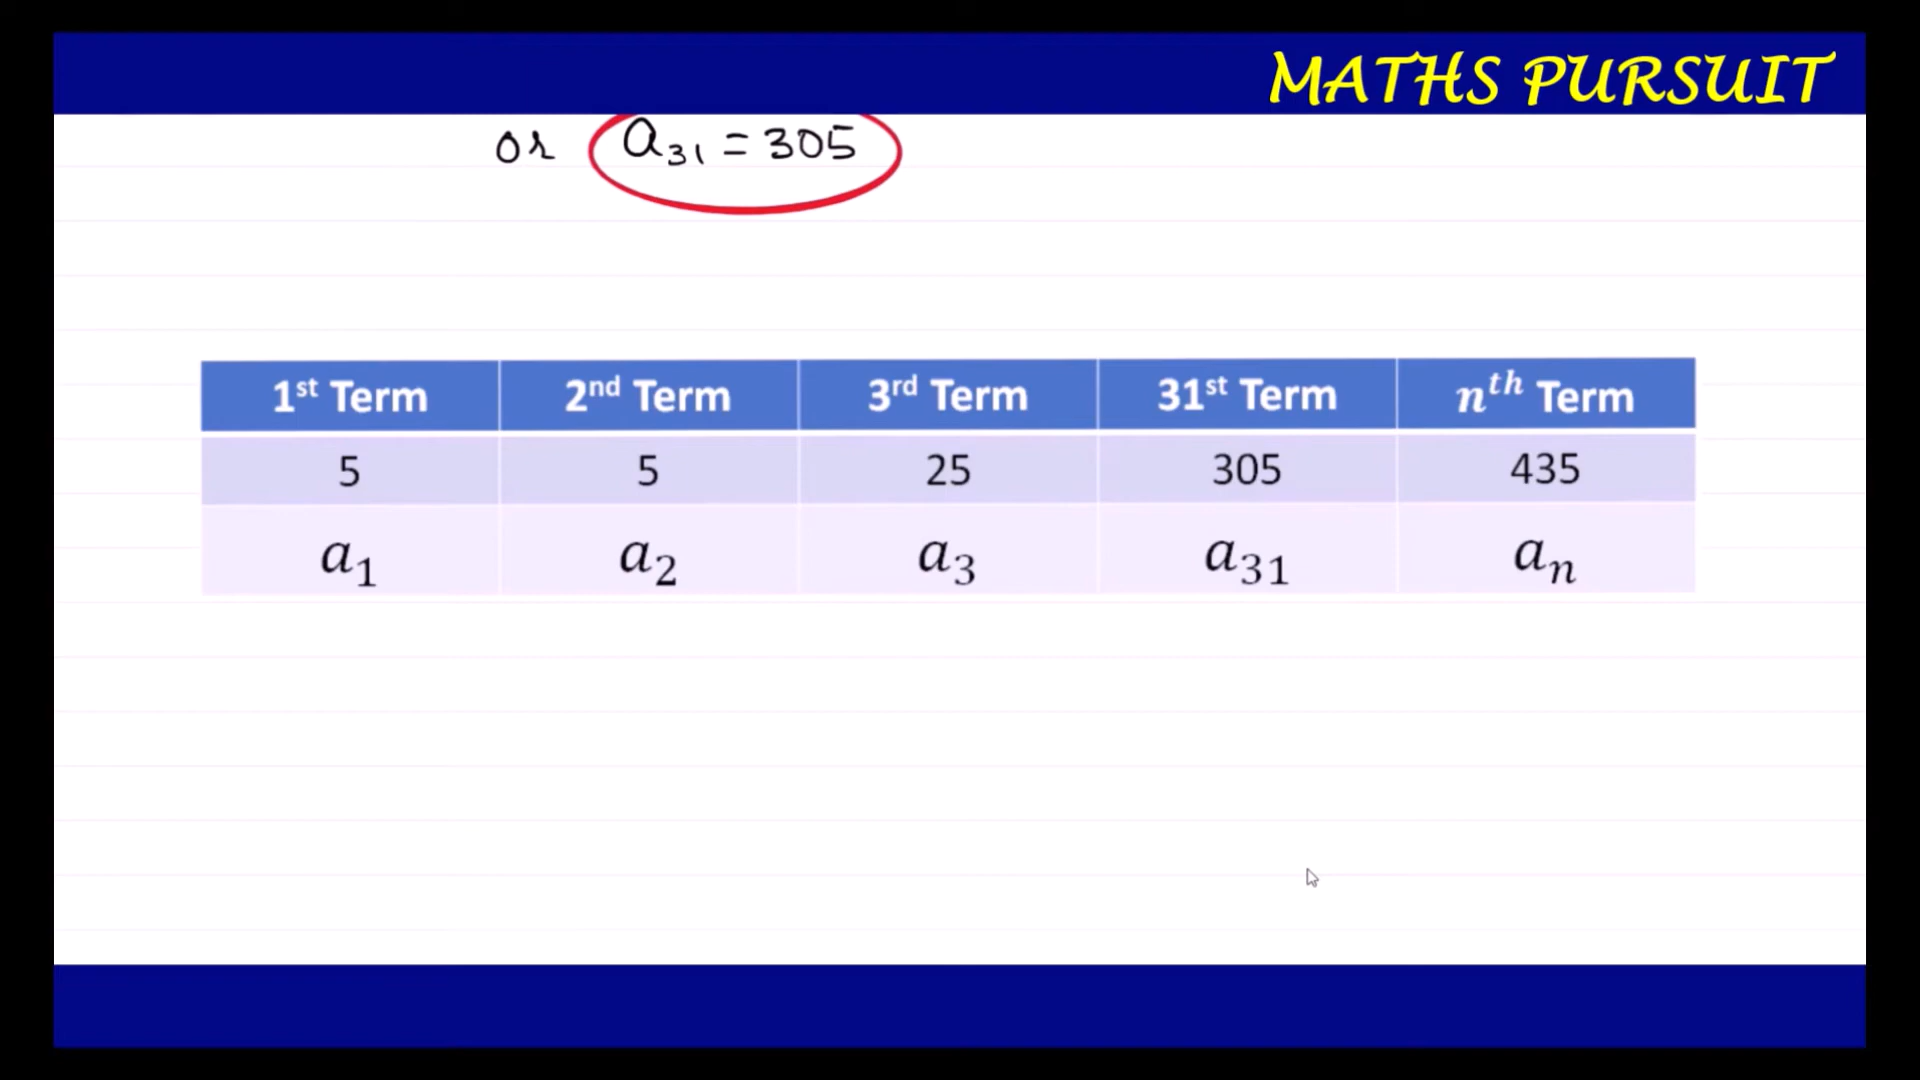 MATHS PURSUIT
or a₃₁ = 305
1st Term 2nd Term 3rd Term 31st Term nth Term
5 5 25 305 435
a₁ a₂ a₃ a₃₁ aₙ